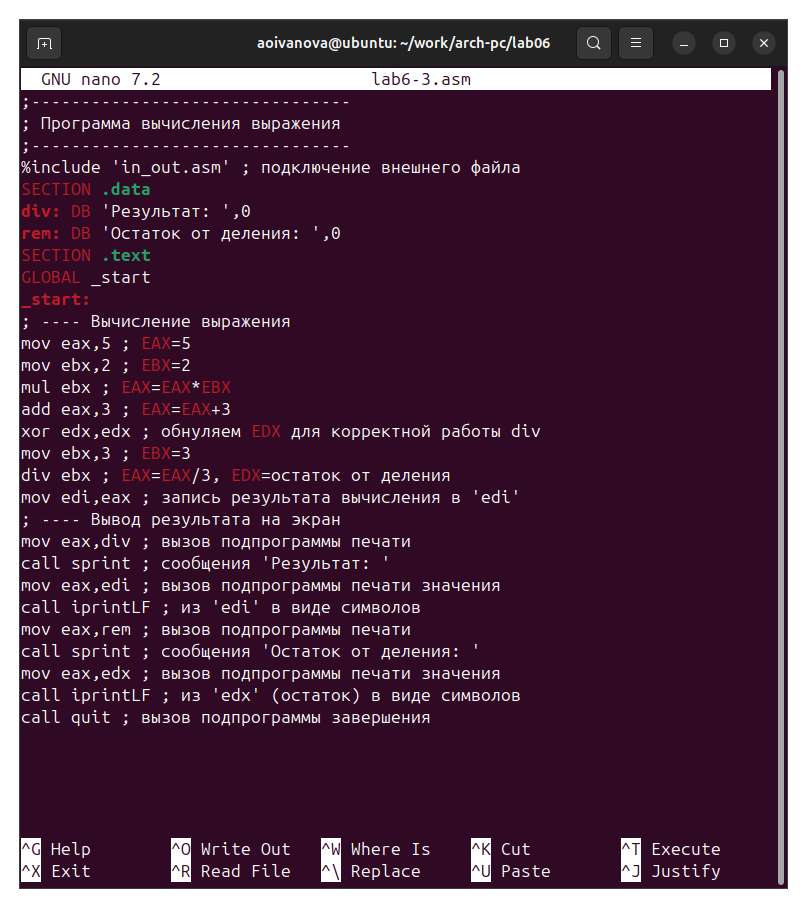 aoivanova@ubuntu: ~/work/arch-pc/lab06
GNU nano 7.2 lab6-3.asm
;--------------------------------
; Программа вычисления выражения
;--------------------------------
%include 'in_out.asm' ; подключение внешнего файла
SECTION .data
div: DB 'Результат: ',0
rem: DB 'Остаток от деления: ',0
SECTION .text
GLOBAL _start
_start:
; ---- Вычисление выражения
mov eax,5 ; EAX=5
mov ebx,2 ; EBX=2
mul ebx ; EAX=EAX*EBX
add eax,3 ; EAX=EAX+3
xor edx,edx ; обнуляем EDX для корректной работы div
mov ebx,3 ; EBX=3
div ebx ; EAX=EAX/3, EDX=остаток от деления
mov edi,eax ; запись результата вычисления в 'edi'
; ---- Вывод результата на экран
mov eax,div ; вызов подпрограммы печати
call sprint ; сообщения 'Результат: '
mov eax,edi ; вызов подпрограммы печати значения
call iprintLF ; из 'edi' в виде символов
mov eax,rem ; вызов подпрограммы печати
call sprint ; сообщения 'Остаток от деления: '
mov eax,edx ; вызов подпрограммы печати значения
call iprintLF ; из 'edx' (остаток) в виде символов
call quit ; вызов подпрограммы завершения
^G Help ^O Write Out ^W Where Is ^K Cut ^T Execute
^X Exit ^R Read File ^\ Replace ^U Paste ^J Justify